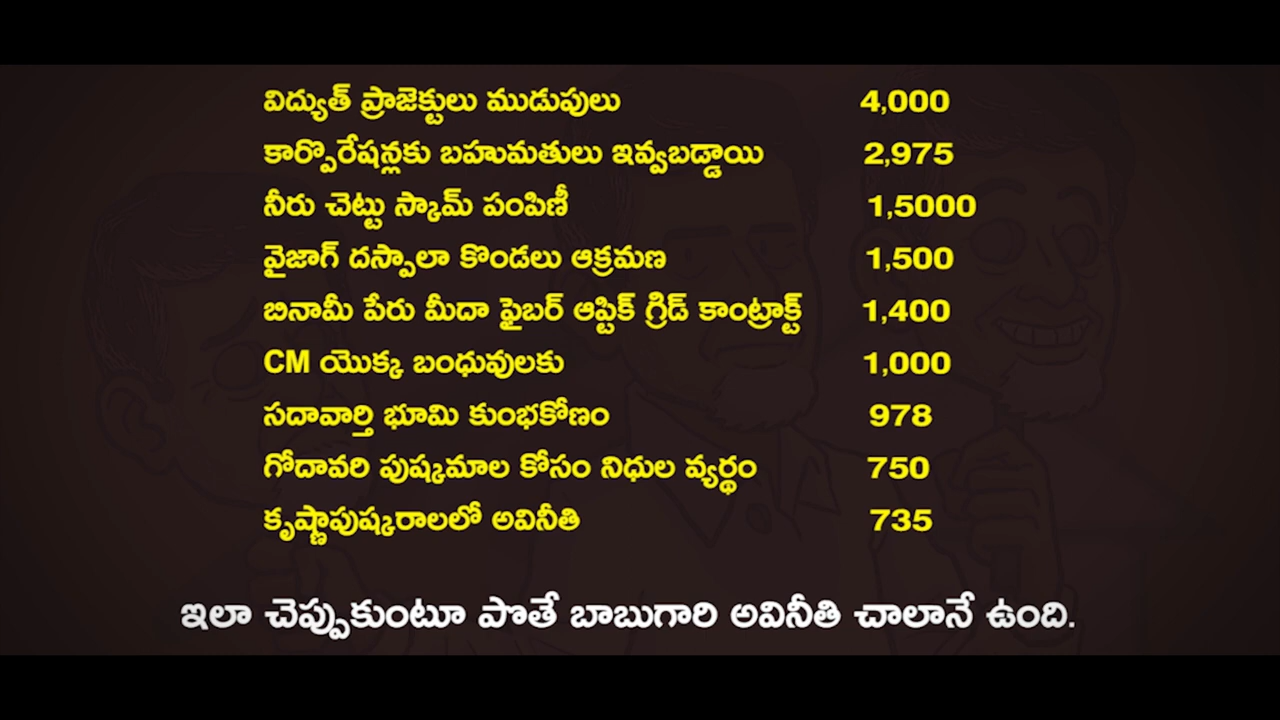 విద్యుత్ ప్రాజెక్టులు ముడుపులు 4,000
కార్పొరేషన్లకు బహుమతులు ఇవ్వబడ్డాయి 2,975
నీరు చెట్టు స్కామ్ పంపిణీ 1,5000
వైజాగ్ దస్పాలా కొండలు ఆక్రమణ 1,500
బినామీ పేరు మీదా ఫైబర్ ఆప్టిక్ గ్రిడ్ కాంట్రాక్ట్ 1,400
CM యొక్క బంధువులకు 1,000
సదావార్తి భూమి కుంభకోణం 978
గోదావరి పుష్కమాల కోసం నిధుల వ్యర్థం 750
కృష్ణాపుష్కరాలలో అవినీతి 735
ఇలా చెప్పుకుంటూ పొతే బాబుగారి అవినీతి చాలానే ఉంది.